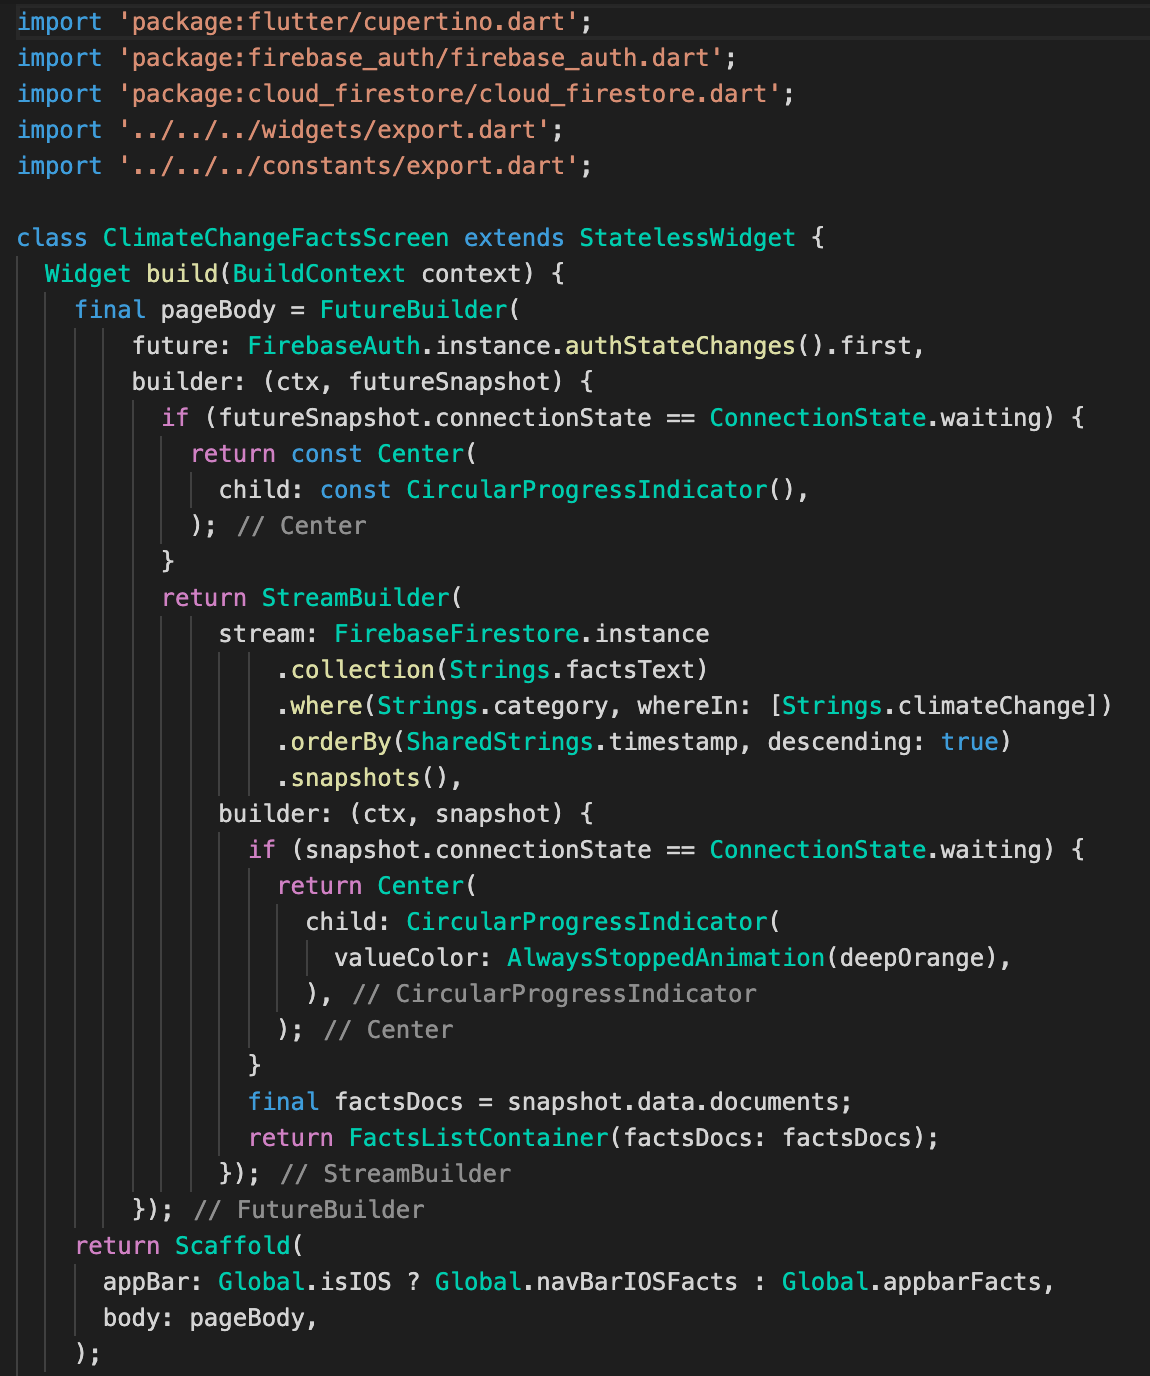 import 'package:flutter/cupertino.dart';
import 'package:firebase_auth/firebase_auth.dart';
import 'package:cloud_firestore/cloud_firestore.dart';
import '../../../widgets/export.dart';
import '../../../constants/export.dart';

class ClimateChangeFactsScreen extends StatelessWidget {
  Widget build(BuildContext context) {
    final pageBody = FutureBuilder(
        future: FirebaseAuth.instance.authStateChanges().first,
        builder: (ctx, futureSnapshot) {
          if (futureSnapshot.connectionState == ConnectionState.waiting) {
            return const Center(
              child: const CircularProgressIndicator(),
            ); // Center
          }
          return StreamBuilder(
              stream: FirebaseFirestore.instance
                  .collection(Strings.factsText)
                  .where(Strings.category, whereIn: [Strings.climateChange])
                  .orderBy(SharedStrings.timestamp, descending: true)
                  .snapshots(),
              builder: (ctx, snapshot) {
                if (snapshot.connectionState == ConnectionState.waiting) {
                  return Center(
                    child: CircularProgressIndicator(
                      valueColor: AlwaysStoppedAnimation(deepOrange),
                    ), // CircularProgressIndicator
                  ); // Center
                }
                final factsDocs = snapshot.data.documents;
                return FactsListContainer(factsDocs: factsDocs);
              }); // StreamBuilder
        }); // FutureBuilder
    return Scaffold(
      appBar: Global.isIOS ? Global.navBarIOSFacts : Global.appbarFacts,
      body: pageBody,
    );